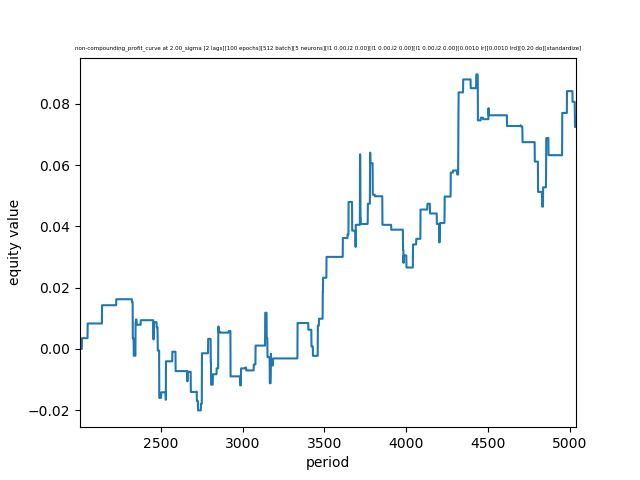 non-compounding_profit_curve at 2.00_sigma [2 lags][100 epochs][512 batch][5 neurons][l1 0.00,l2 0.00][l1 0.00,l2 0.00][l1 0.00,l2 0.00][0.0010 lr][0.0010 lrd][0.20 do][standardize]
0.08
0.06
0.04
0.02
0.00
−0.02
equity value
2500 3000 3500 4000 4500 5000
period